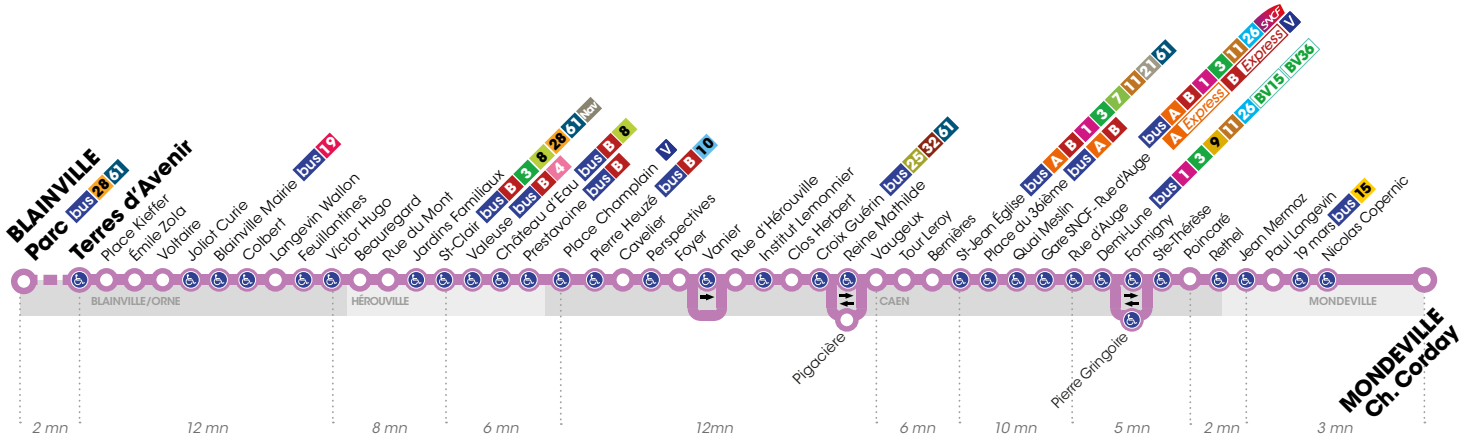 BLAINVILLE
Parc
bus 28 61
Terres d’Avenir
Place Kieffer
Émile Zola
Voltaire
Joliot Curie
Blainville Mairie bus 19
Colbert
Langevin Wallon
Feuillantines
Victor Hugo
Beauregard
Rue du Mont
Jardins Familiaux
St-Clair bus B 3 8 28 61 Nav
Valeuse bus B 4
Château d’Eau bus B 8
Prestavoine bus B
Place Champlain V
Pierre Heuzé bus B 10
Cavelier
Perspectives
Foyer
Vanier
Rue d’Hérouville
Institut Lemonnier
Clos Herbert
Croix Guérin bus 25 32 61
Reine Mathilde
Vaugeux
Tour Leroy
Bernières
St-Jean Église bus A B 1 3 7 11 21 61
Place du 36ième bus A B
Quai Meslin
Gare SNCF - Rue d’Auge bus A B 1 3 11 26 SNCF
A Express B Express V
Rue d’Auge
Demi-Lune bus 1 3 9 11 26 BV15 BV36
Formigny
Ste-Thérèse
Poincaré
Rethel
Jean Mermoz
Paul Langevin
19 mars bus 15
Nicolas Copernic
BLAINVILLE/ORNE
HÉROUVILLE
CAEN
MONDEVILLE
Pigacière
Pierre Gringoire
MONDEVILLE
Ch. Corday
2 mn
12 mn
8 mn
6 mn
12mn
6 mn
10 mn
5 mn
2 mn
3 mn